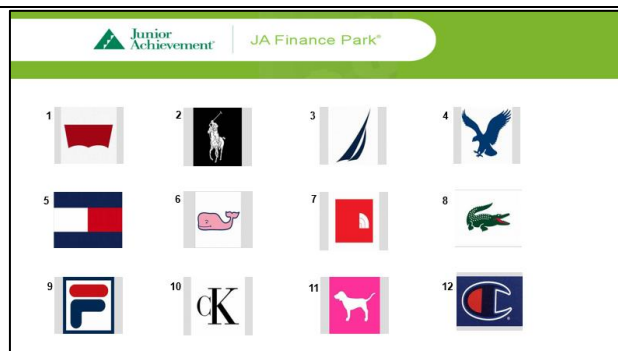 Junior
Achievement® JA Finance Park®
1 2 3 4
5 6 7 8
9 10 11 12
cK